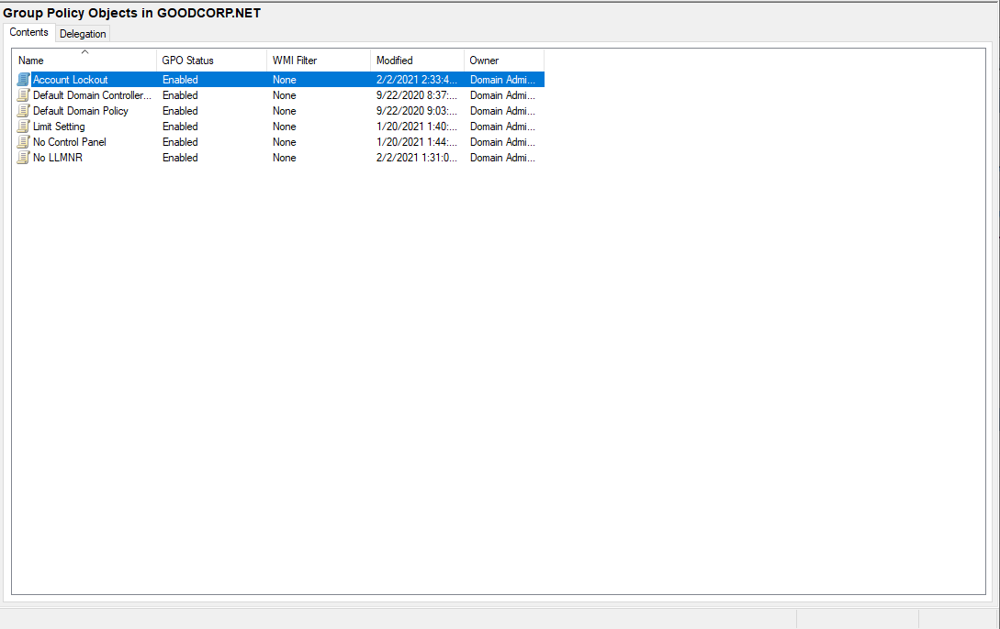 Group Policy Objects in GOODCORP.NET
Contents Delegation
Name GPO Status WMI Filter Modified Owner
Account Lockout Enabled None 2/2/2021 2:33:4... Domain Admi...
Default Domain Controller... Enabled None 9/22/2020 8:37:... Domain Admi...
Default Domain Policy Enabled None 9/22/2020 9:03:... Domain Admi...
Limit Setting Enabled None 1/20/2021 1:40:... Domain Admi...
No Control Panel Enabled None 1/20/2021 1:44:... Domain Admi...
No LLMNR Enabled None 2/2/2021 1:31:0... Domain Admi...